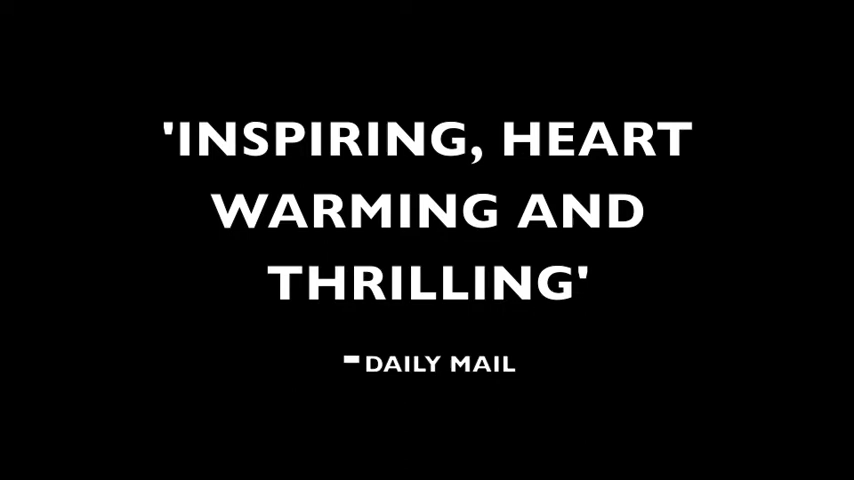 'INSPIRING, HEART
WARMING AND
THRILLING'
-DAILY MAIL